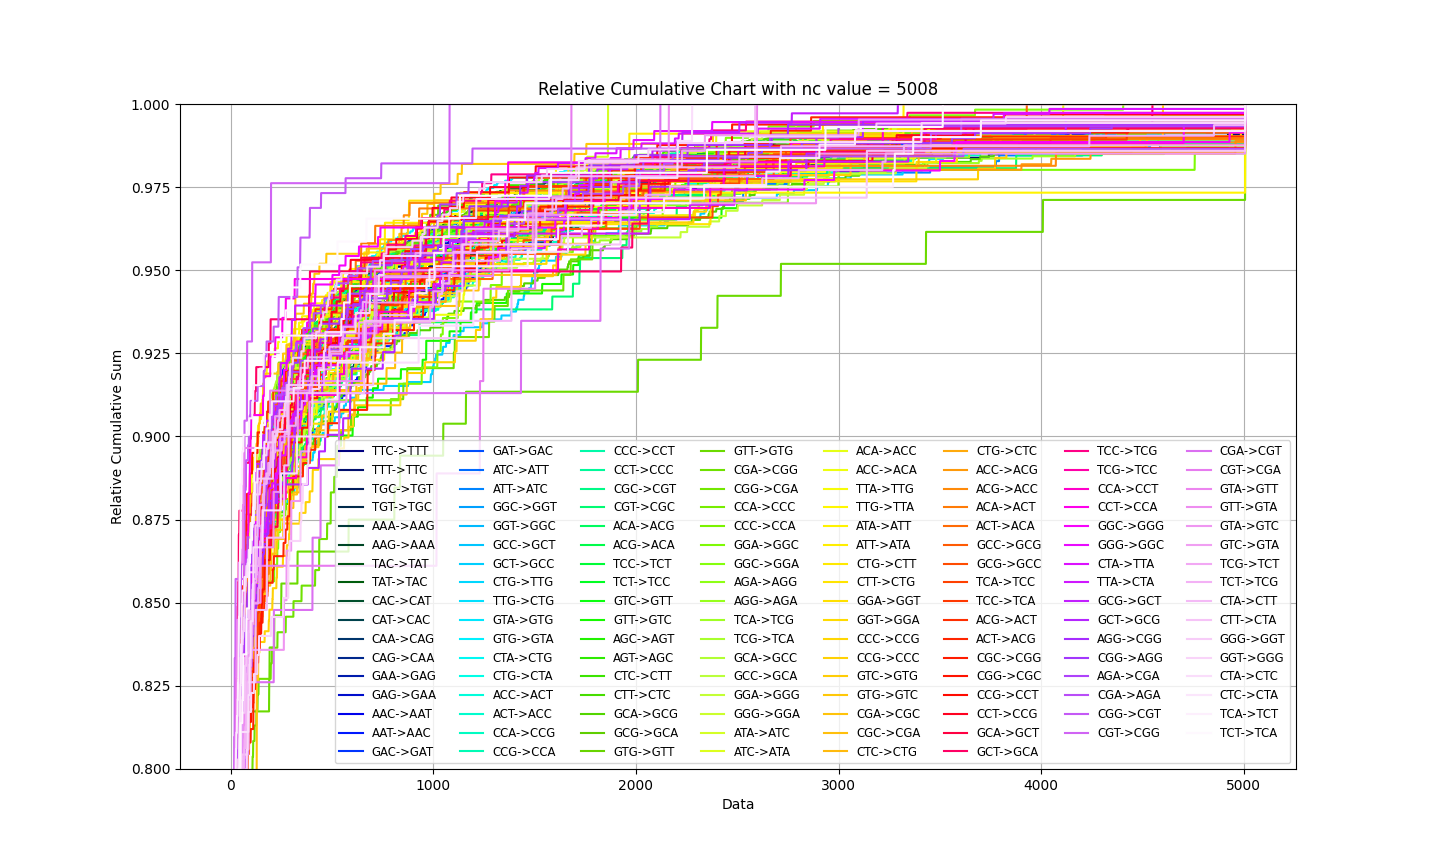 Relative Cumulative Chart with nc value = 5008
1.000
0.975
0.950
0.925
0.900
0.875
0.850
0.825
0.800
Relative Cumulative Sum
TTC->TTT GAT->GAC CCC->CCT GTT->GTG ACA->ACC CTG->CTC TCC->TCG CGA->CGT
TTT->TTC ATC->ATT CCT->CCC CGA->CGG ACC->ACA ACC->ACG TCG->TCC CGT->CGA
TGC->TGT ATT->ATC CGC->CGT CGG->CGA TTA->TTG ACG->ACC CCA->CCT GTA->GTT
TGT->TGC GGC->GGT CGT->CGC CCA->CCC TTG->TTA ACA->ACT CCT->CCA GTT->GTA
AAA->AAG GGT->GGC ACA->ACG CCC->CCA ATA->ATT ACT->ACA GGC->GGG GTA->GTC
AAG->AAA GCC->GCT ACG->ACA GGA->GGC ATT->ATA GCC->GCG GGG->GGC GTC->GTA
TAC->TAT GCT->GCC TCC->TCT GGC->GGA CTG->CTT GCG->GCC CTA->TTA TCG->TCT
TAT->TAC CTG->TTG TCT->TCC AGA->AGG CTT->CTG TCA->TCC TTA->CTA TCT->TCG
CAC->CAT TTG->CTG GTC->GTT AGG->AGA GGA->GGT TCC->TCA GCG->GCT CTA->CTT
CAT->CAC GTA->GTG GTT->GTC TCA->TCG GGT->GGA ACG->ACT GCT->GCG CTT->CTA
CAA->CAG GTG->GTA AGC->AGT TCG->TCA CCC->CCG ACT->ACG AGG->CGG GGG->GGT
CAG->CAA CTA->CTG AGT->AGC GCA->GCC CCG->CCC CGC->CGG CGG->AGG GGT->GGG
GAA->GAG CTG->CTA CTC->CTT GCC->GCA GTC->GTG CGG->CGC AGA->CGA CTA->CTC
GAG->GAA ACC->ACT CTT->CTC GGA->GGG GTG->GTC CCG->CCT CGA->AGA CTC->CTA
AAC->AAT ACT->ACC GCA->GCG GGG->GGA CGA->CGC CCT->CCG CGG->CGT TCA->TCT
AAT->AAC CCA->CCG GCG->GCA ATA->ATC CGC->CGA GCA->GCT CGT->CGG TCT->TCA
GAC->GAT CCG->CCA GTG->GTT ATC->ATA CTC->CTG GCT->GCA
0 1000 2000 3000 4000 5000
Data